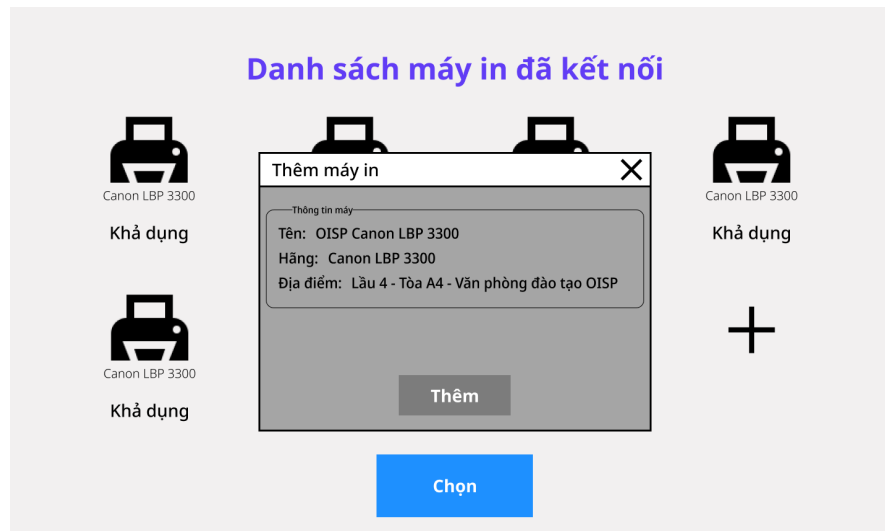 Danh sách máy in đã kết nối
Canon LBP 3300
Khả dụng
Thêm máy in
Thông tin máy
Tên: OISP Canon LBP 3300
Hãng: Canon LBP 3300
Địa điểm: Lầu 4 - Tòa A4 - Văn phòng đào tạo OISP
Thêm
Canon LBP 3300
Khả dụng
Canon LBP 3300
Khả dụng
Chọn